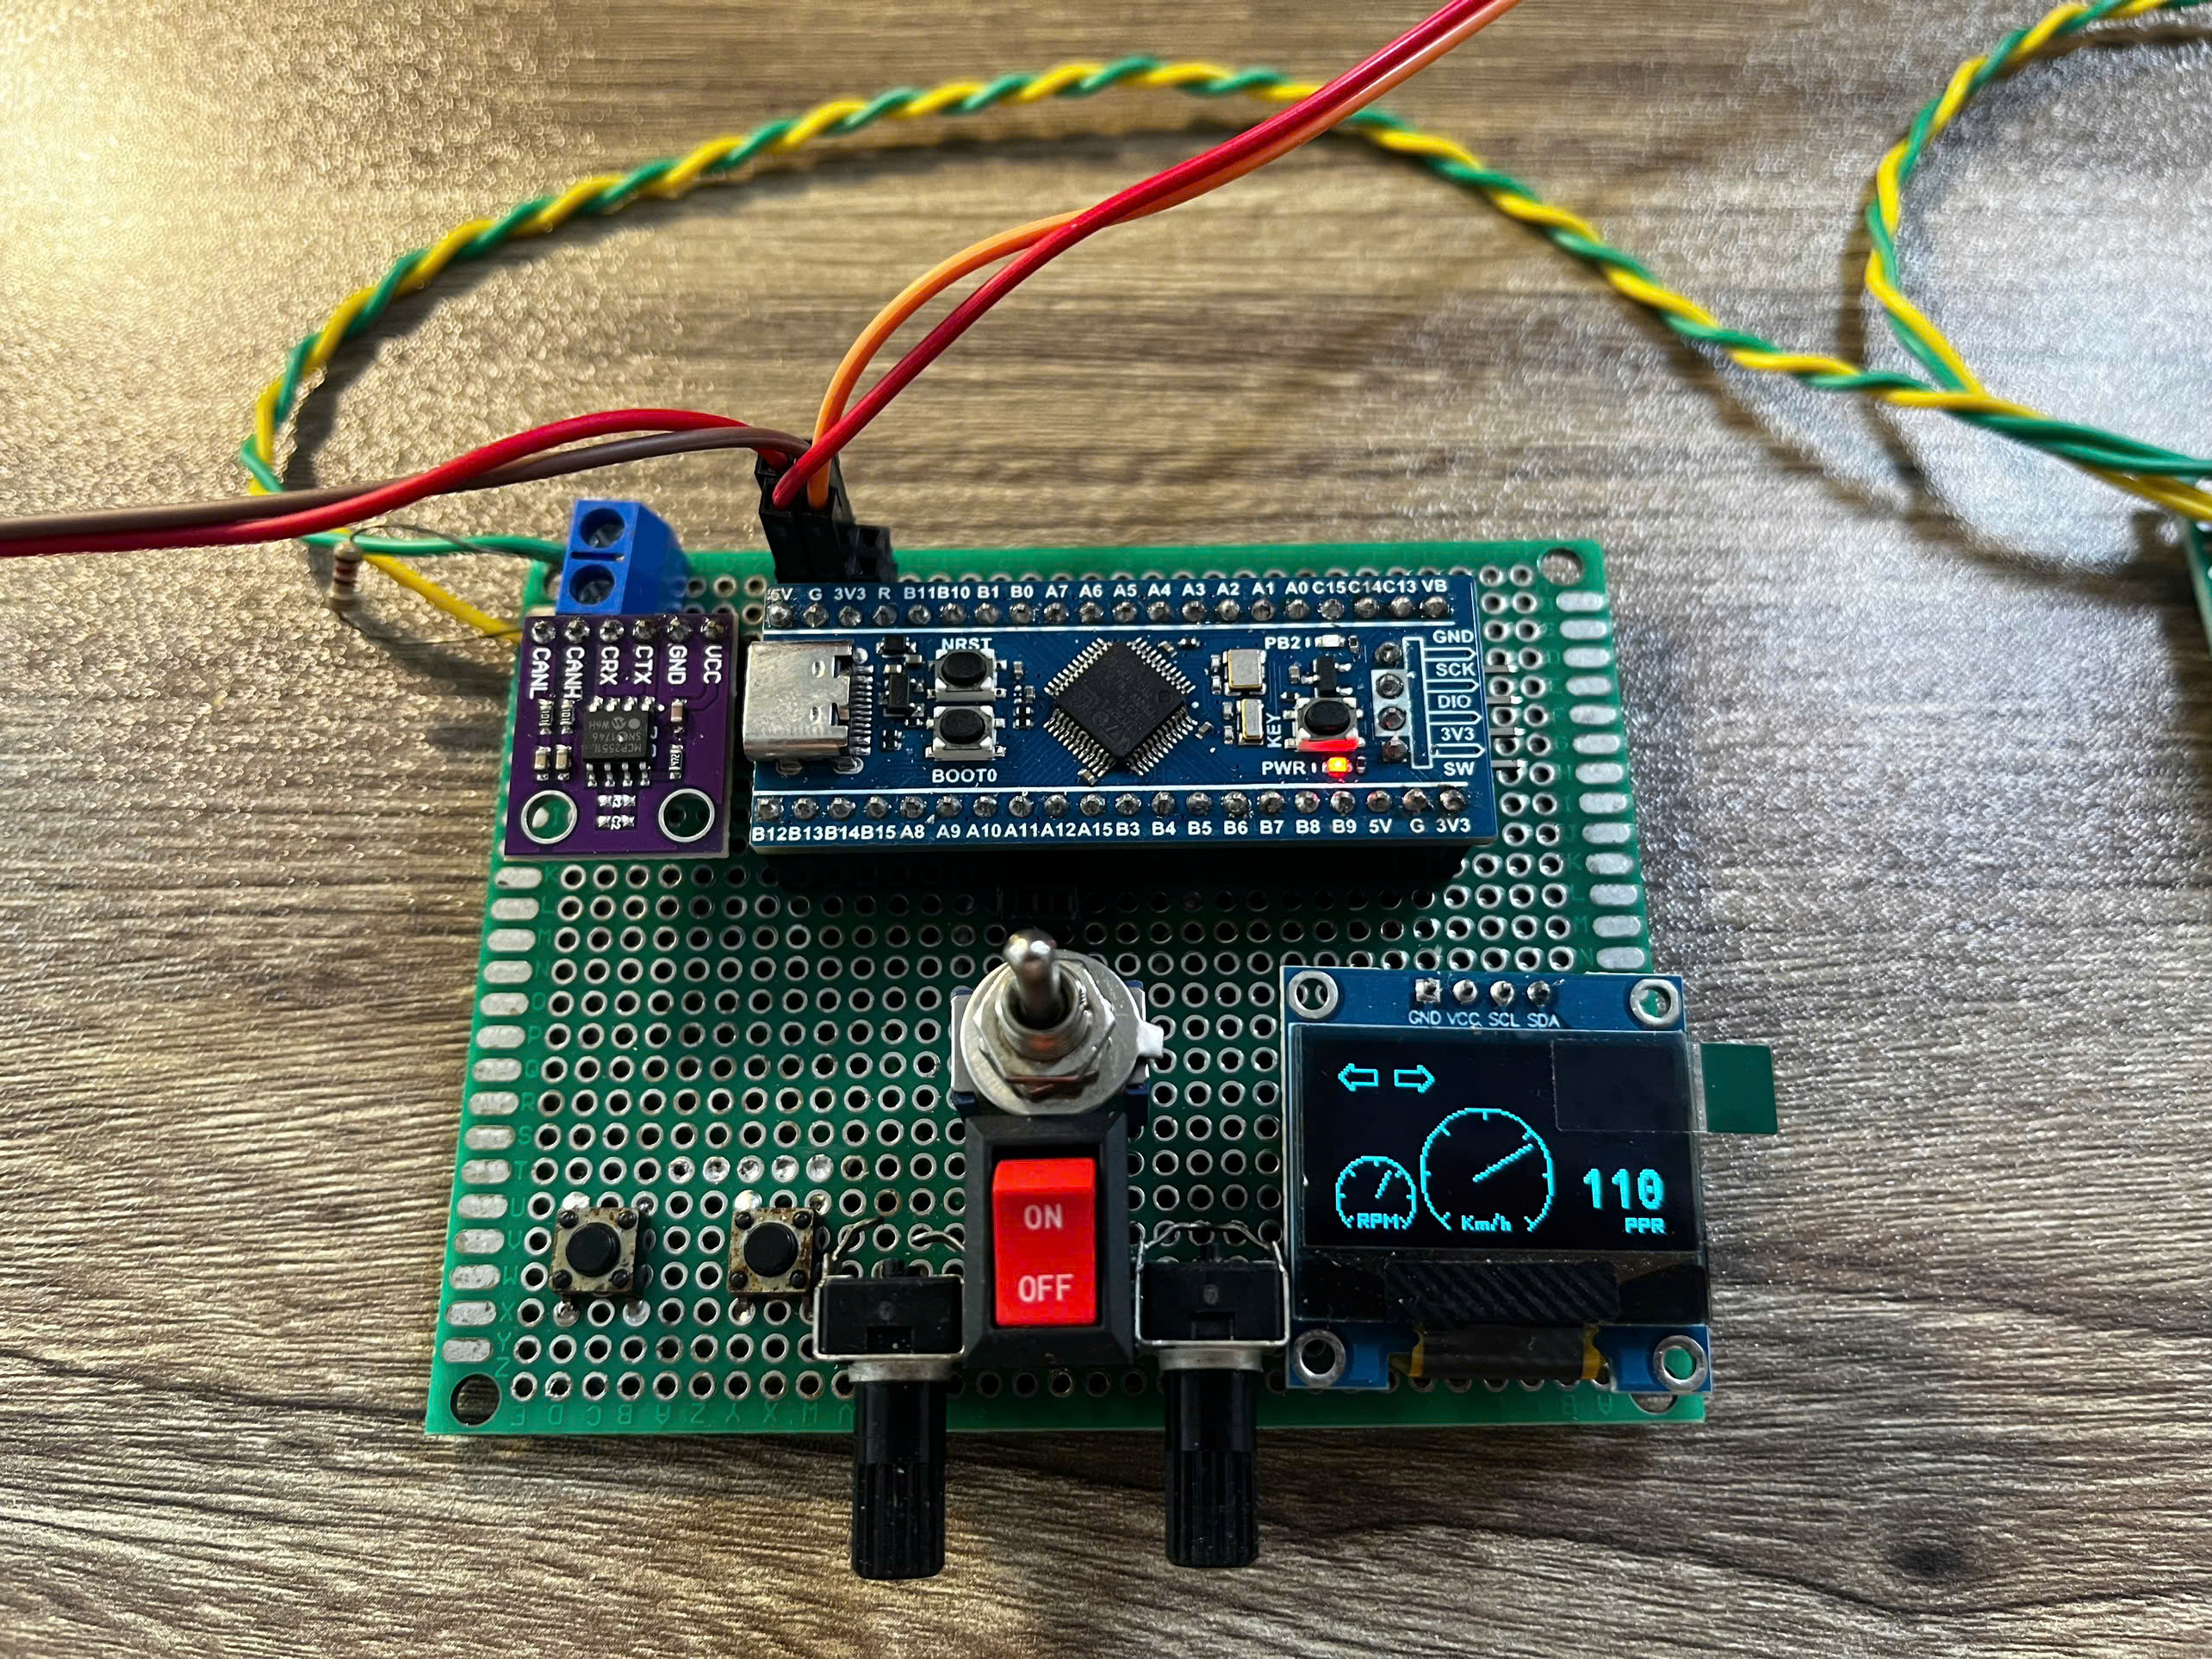 5V G 3V3 R B11 B10 B1 B0 A7 A6 A5 A4 A3 A2 A1 A0 C15 C14 C13 VB
NRST
PB2
GND
SCK
DIO
3V3
SW
KEY
PWR
BOOT0
B12 B13 B14 B15 A8 A9 A10 A11 A12 A15 B3 B4 B5 B6 B7 B8 B9 5V G 3V3
CANL
CANH
CRX
CTX
GND
VCC
MCP2551
K
L
M
N
O
P
Q
R
S
T
U
V
W
X
Y
Z
GND VCC SCL SDA
RPM
Km/h
110
PPR
ON
OFF
E D C B A Z Y X W V